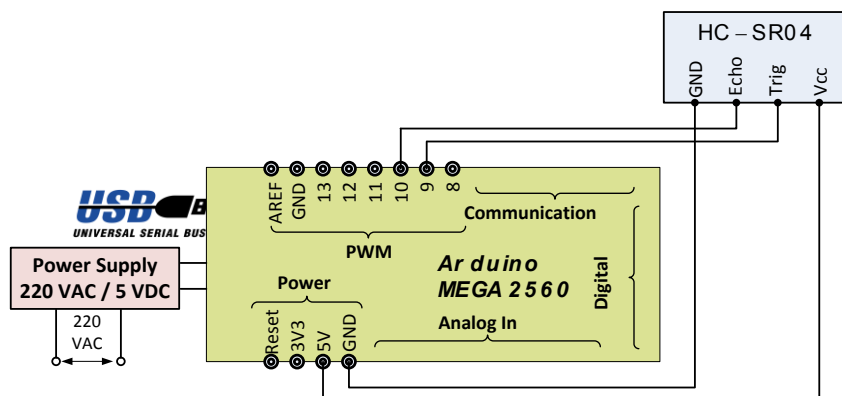 HC – SR04
GND
Echo
Trig
Vcc
AREF
GND
13
12
11
10
9
8
Communication
PWM
USB B
UNIVERSAL SERIAL BUS
Power Supply
220 VAC / 5 VDC
220
VAC
Arduino
MEGA 2560
Digital
Power
Analog In
Reset
3V3
5V
GND